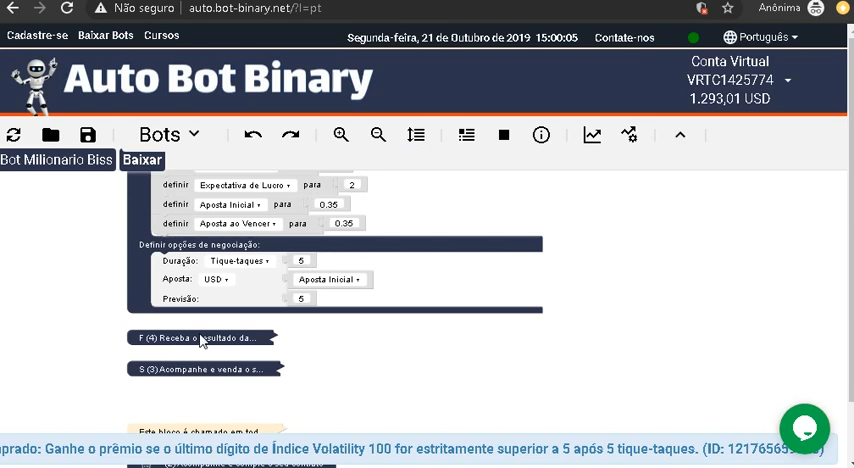 Não seguro | auto.bot-binary.net/?l=pt
Anônima
Cadastre-se Baixar Bots Cursos
Segunda-feira, 21 de Outubro de 2019 15:00:05 Contate-nos Português
Auto Bot Binary
Conta Virtual
VRTC1425774
1.293,01 USD
Bots
Bot Milionario Biss Baixar
definir Expectativa de Lucro para 2
definir Aposta Inicial para 0.35
definir Aposta ao Vencer para 0.35
Definir opções de negociação:
Duração: Tique-taques 5
Aposta: USD Aposta Inicial
Previsão: 5
F (4) Receba o resultado da...
S (3) Acompanhe e venda o s...
Este bloco é chamado em tod
prado: Ganhe o prêmio se o último dígito de Índice Volatility 100 for estritamente superior a 5 após 5 tique-taques. (ID: